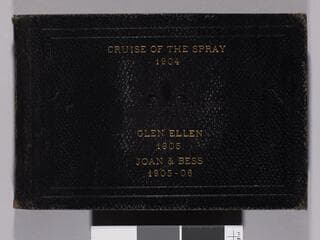 CRUISE OF THE SPRAY
1904
GLEN ELLEN
1905
JOAN & BESS
1905-06